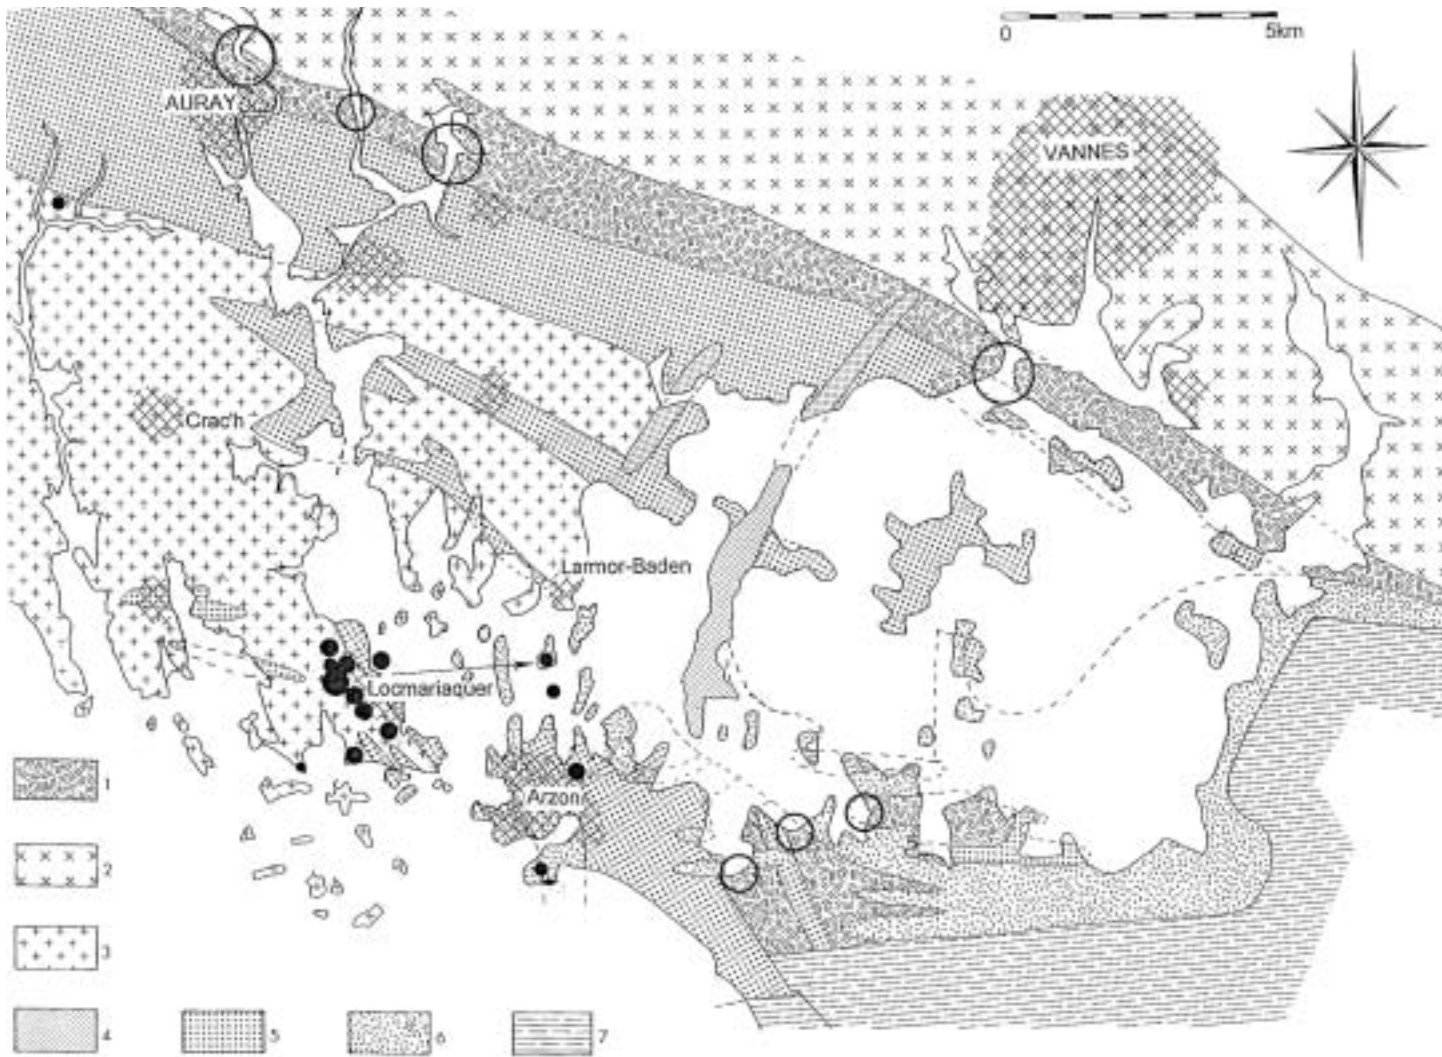 0 5km
AURAY
VANNES
Crac'h
Larmor-Baden
Locmariaquer
Arzon
1
2
3
4 5 6 7